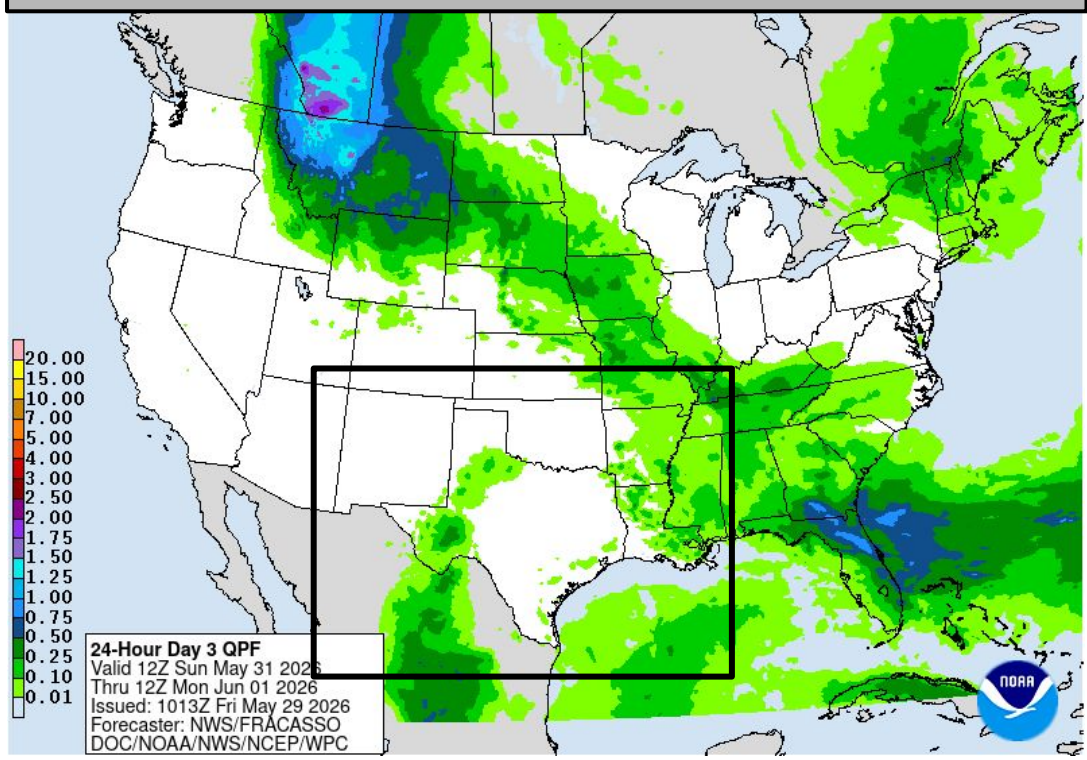 20.00
15.00
10.00
7.00
5.00
4.00
3.00
2.50
2.00
1.75
1.50
1.25
1.00
0.75
0.50
0.25
0.10
0.01
24-Hour Day 3 QPF
Valid 12Z Sun May 31 2026
Thru 12Z Mon Jun 01 2026
Issued: 1013Z Fri May 29 2026
Forecaster: NWS/FRACASSO
DOC/NOAA/NWS/NCEP/WPC
NOAA